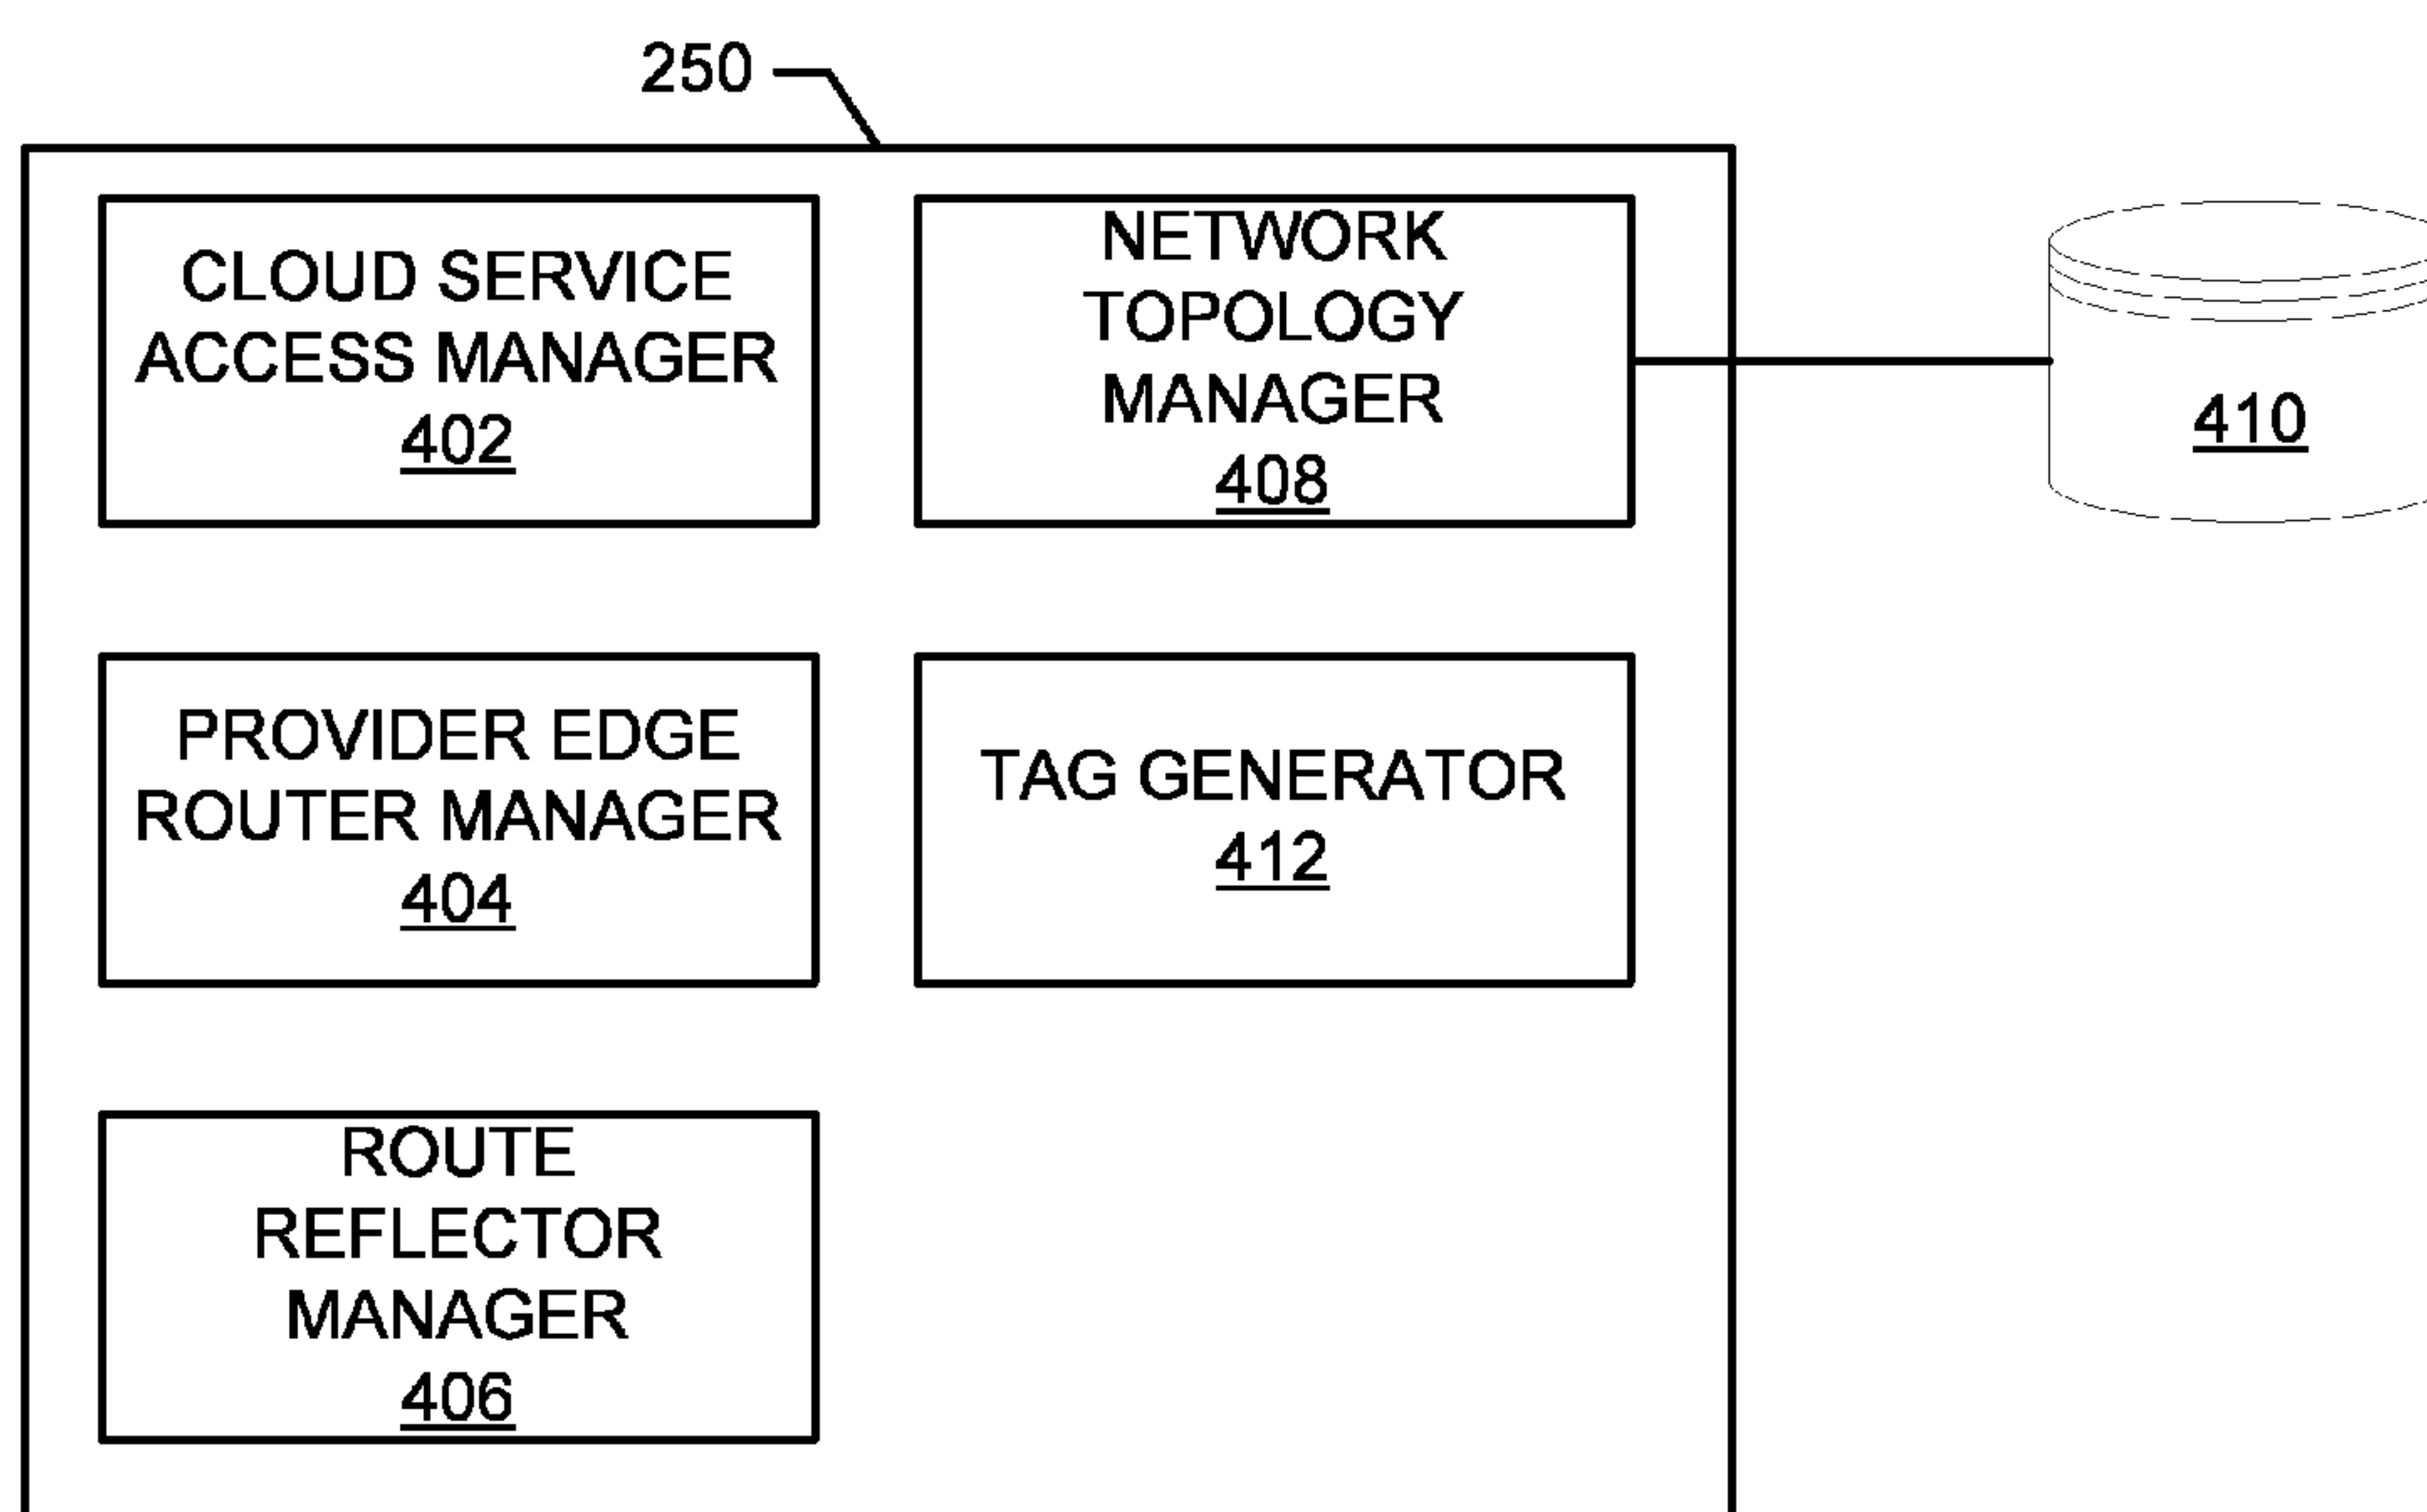 250
CLOUD SERVICE
ACCESS MANAGER
402
NETWORK
TOPOLOGY
MANAGER
408
410
PROVIDER EDGE
ROUTER MANAGER
404
TAG GENERATOR
412
ROUTE
REFLECTOR
MANAGER
406